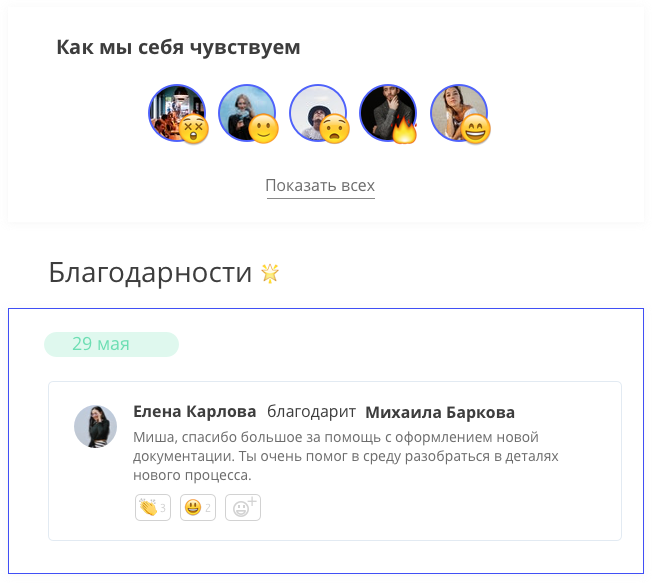 Как мы себя чувствуем
Показать всех
Благодарности
29 мая
Елена Карлова благодарит Михаила Баркова
Миша, спасибо большое за помощь с оформлением новой
документации. Ты очень помог в среду разобраться в деталях
нового процесса.
3 2